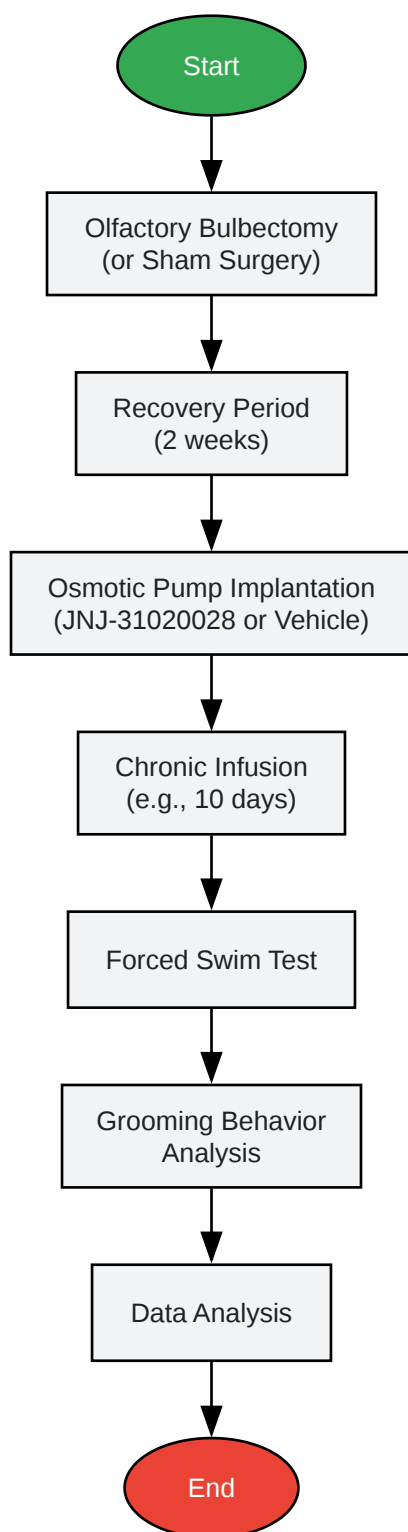 Start
Olfactory Bulbectomy
(or Sham Surgery)
Recovery Period
(2 weeks)
Osmotic Pump Implantation
(JNJ-31020028 or Vehicle)
Chronic Infusion
(e.g., 10 days)
Forced Swim Test
Grooming Behavior
Analysis
Data Analysis
End